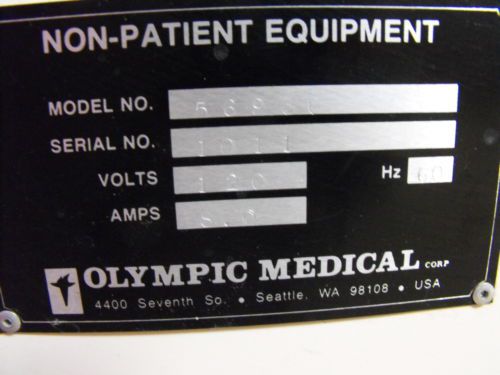 NON-PATIENT EQUIPMENT
MODEL NO.
SERIAL NO. 1911
VOLTS 120 Hz 60
AMPS
OLYMPIC MEDICAL CORP
4400 Seventh So. • Seattle, WA 98108 • USA